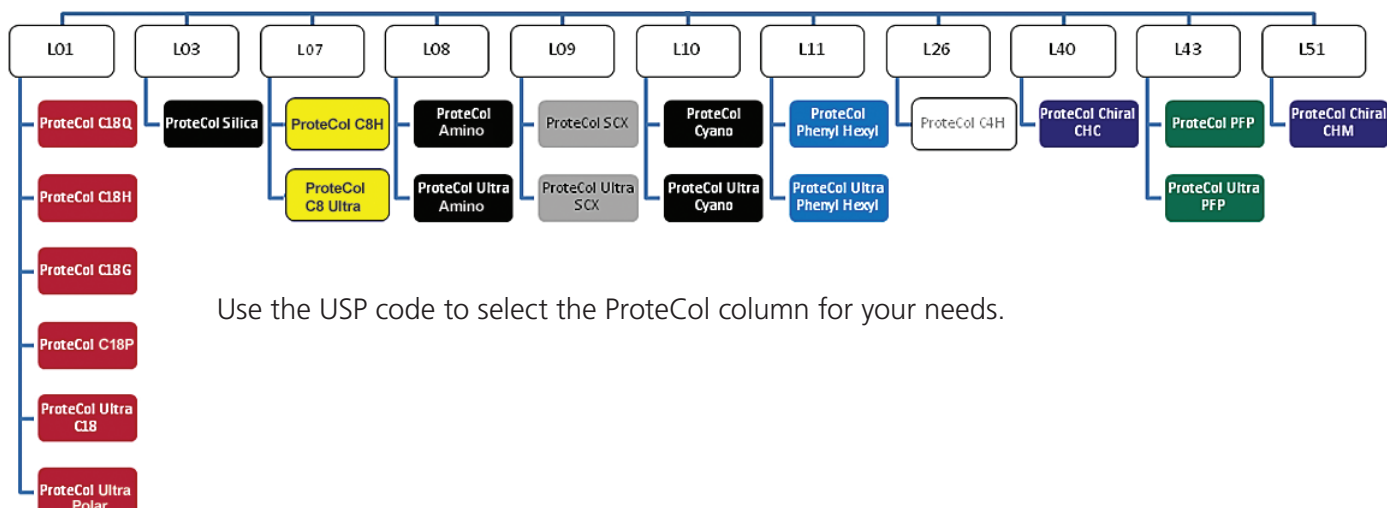 L01
L03
L07
L08
L09
L10
L11
L26
L40
L43
L51
ProteCol C18Q
ProteCol C18H
ProteCol C18G
ProteCol C18P
ProteCol Ultra
C18
ProteCol Ultra
Polar
ProteCol Silica
ProteCol C8H
ProteCol
C8 Ultra
ProteCol
Amino
ProteCol Ultra
Amino
ProteCol SCX
ProteCol Ultra
SCX
ProteCol
Cyano
ProteCol Ultra
Cyano
ProteCol
Phenyl Hexyl
ProteCol Ultra
Phenyl Hexyl
ProteCol C4H
ProteCol Chiral
CHC
ProteCol PFP
ProteCol Ultra
PFP
ProteCol Chiral
CHM
Use the USP code to select the ProteCol column for your needs.